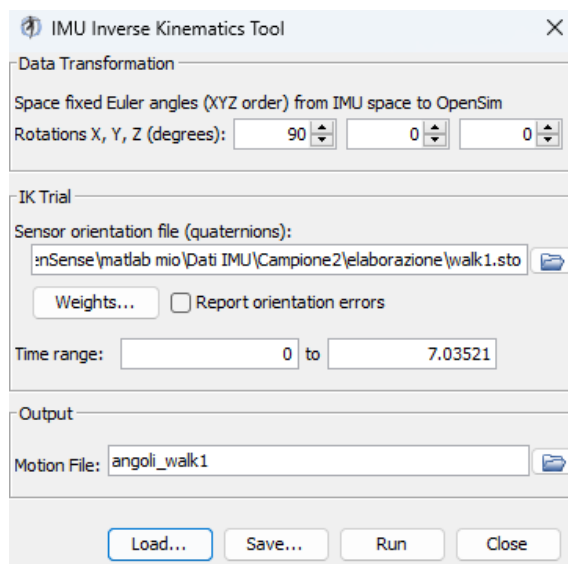 IMU Inverse Kinematics Tool
Data Transformation
Space fixed Euler angles (XYZ order) from IMU space to OpenSim
Rotations X, Y, Z (degrees): 90 0 0
IK Trial
Sensor orientation file (quaternions):
:nSense\matlab mio\Dati IMU\Campione2\elaborazione\walk1.sto
Weights... Report orientation errors
Time range: 0 to 7.03521
Output
Motion File: angoli_walk1
Load... Save... Run Close